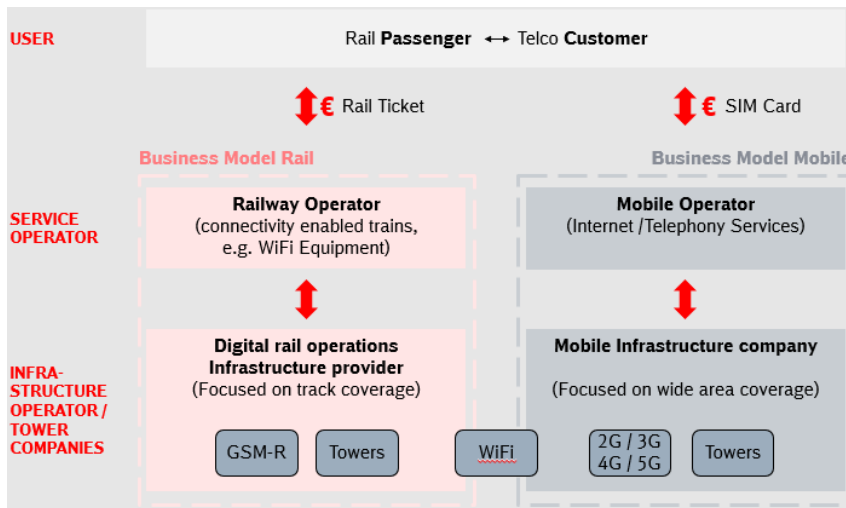 USER
Rail Passenger ↔ Telco Customer
€ Rail Ticket
€ SIM Card
Business Model Rail
Business Model Mobile
SERVICE
OPERATOR
Railway Operator
(connectivity enabled trains,
e.g. WiFi Equipment)
Mobile Operator
(Internet /Telephony Services)
INFRA-
STRUCTURE
OPERATOR /
TOWER
COMPANIES
Digital rail operations
Infrastructure provider
(Focused on track coverage)
Mobile Infrastructure company
(Focused on wide area coverage)
GSM-R
Towers
WiFi
2G / 3G
4G / 5G
Towers